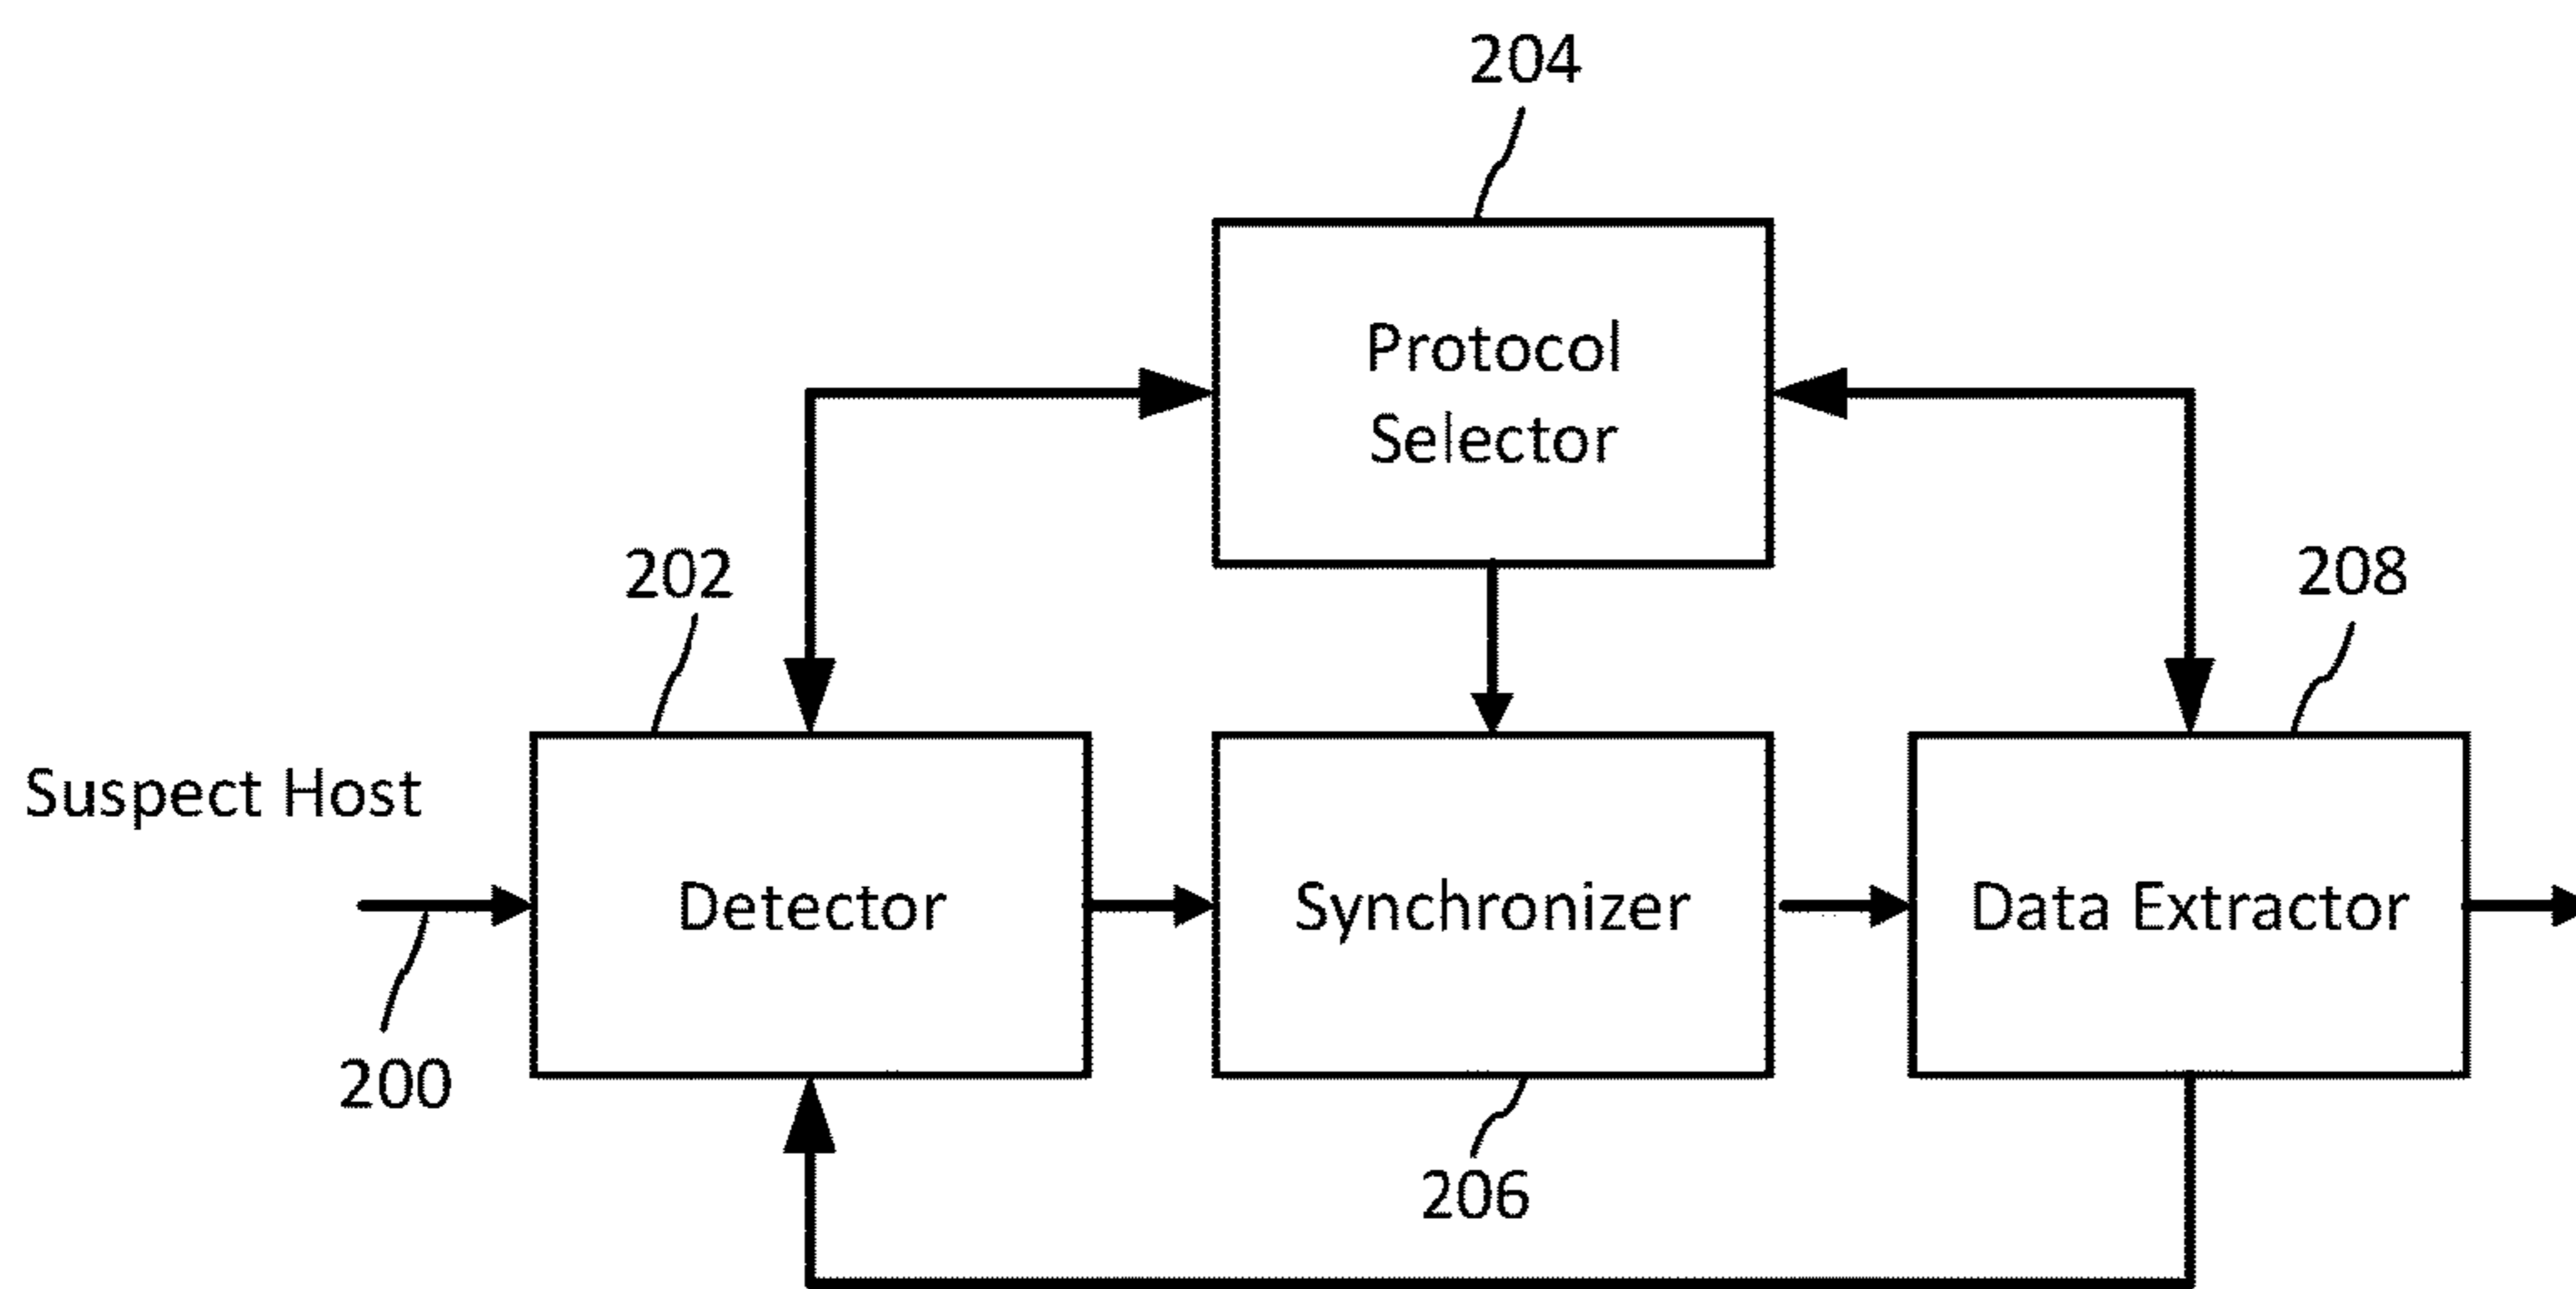 204
Protocol
Selector
202
208
Suspect Host
Detector
Synchronizer
Data Extractor
200
206